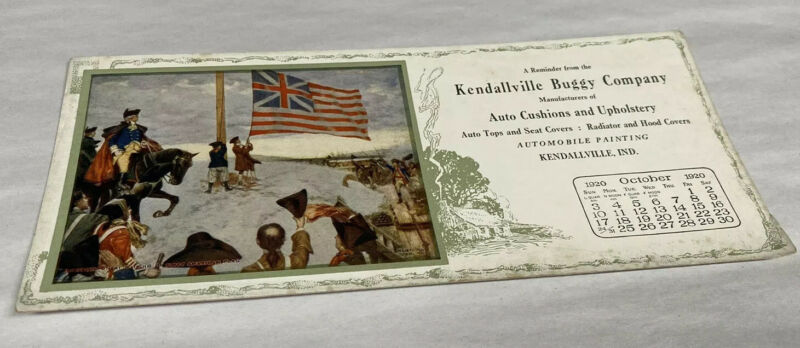 A Reminder from the
Kendallville Buggy Company
Manufacturers of
Auto Cushions and Upholstery
Auto Tops and Seat Covers : Radiator and Hood Covers
AUTOMOBILE PAINTING
KENDALLVILLE, IND.
1920 October 1920
SUN. MON. TUE. WED. THU. FRI. SAT.
1 2
3 4 5 6 7 8 9
10 11 12 13 14 15 16
17 18 19 20 21 22 23
24/31 25 26 27 28 29 30